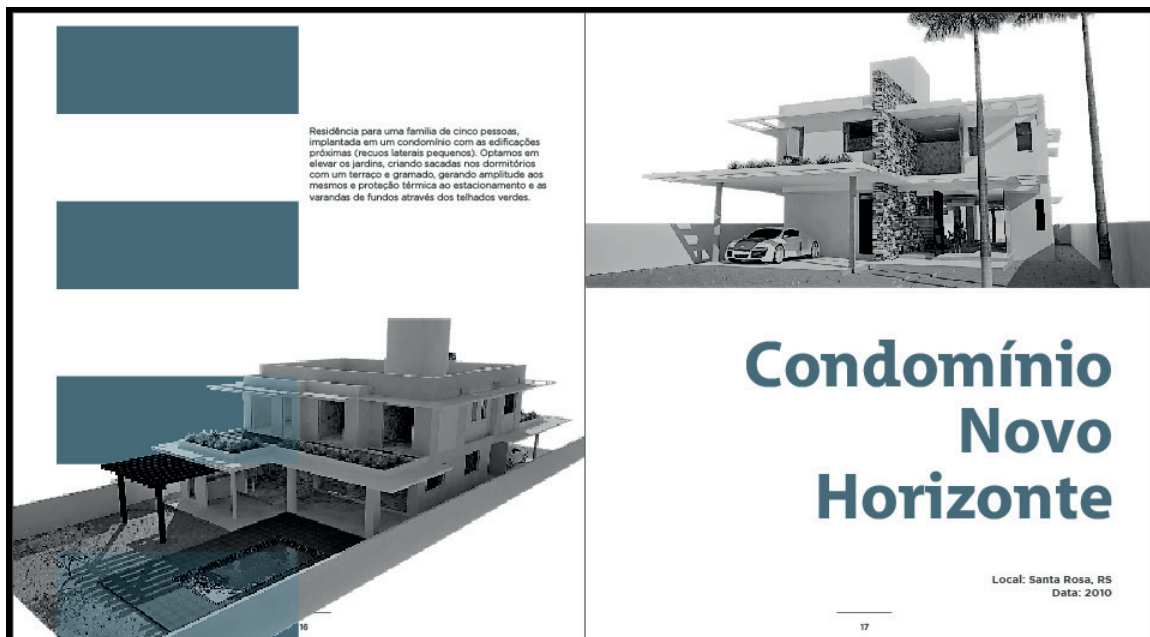 Residência para uma família de cinco pessoas,
implantada em um condomínio com as edificações
próximas (recuos laterais pequenos). Optamos em
elevar os jardins, criando sacadas nos dormitórios
com um terraço e gramado, gerando amplitude aos
mesmos e proteção térmica ao estacionamento e as
varandas de fundos através dos telhados verdes.
16
Condomínio
Novo
Horizonte
Local: Santa Rosa, RS
Data: 2010
17